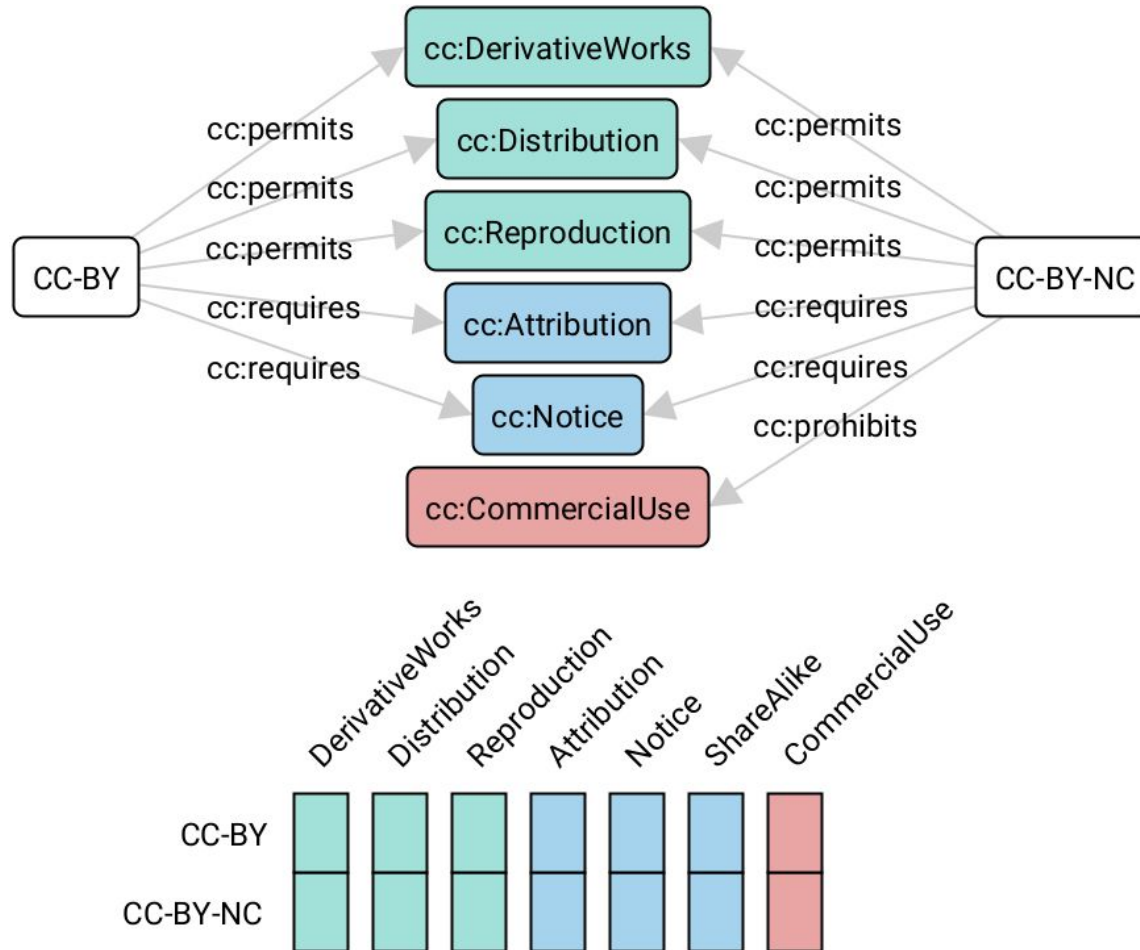 cc:DerivativeWorks
cc:permits
cc:permits
cc:Distribution
cc:permits
cc:permits
cc:Reproduction
cc:permits
cc:permits
CC-BY
CC-BY-NC
cc:requires
cc:Attribution
cc:requires
cc:requires
cc:Notice
cc:requires
cc:prohibits
cc:CommercialUse
DerivativeWorks
Distribution
Reproduction
Attribution
Notice
ShareAlike
CommercialUse
CC-BY
CC-BY-NC